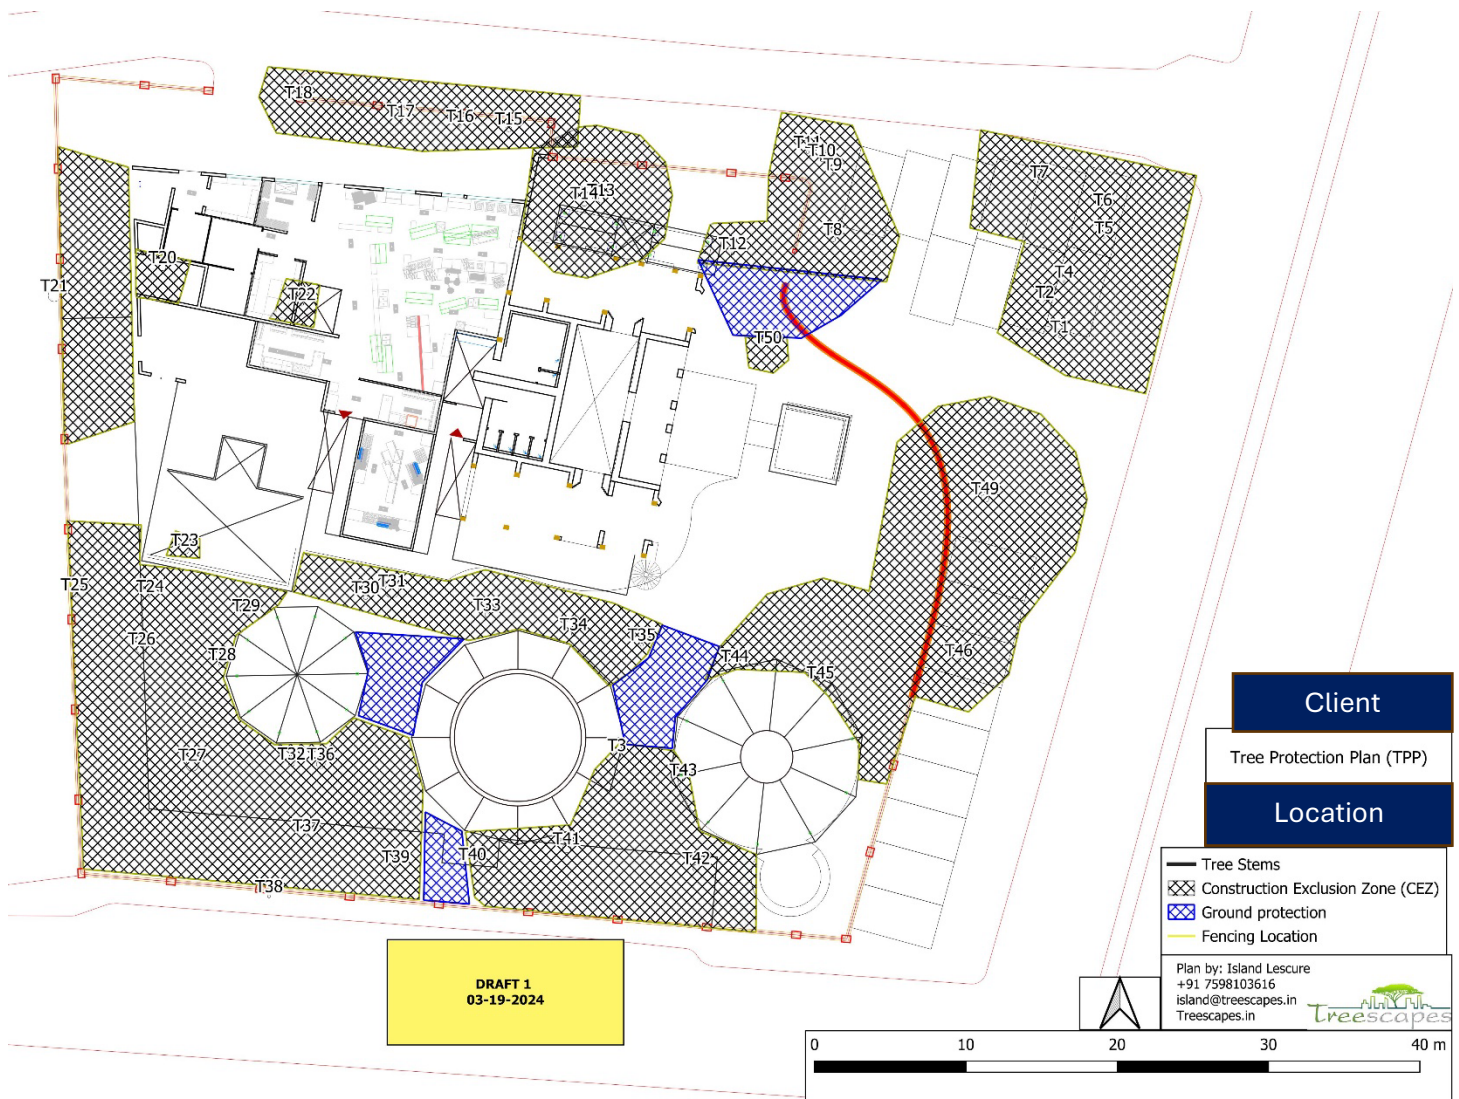 T18
T17
T16
T15
T11
T10
T9
T7
T6
T5
T14
T13
T8
T12
T4
T2
T1
T20
T21
T22
T50
T49
T23
T25
T24
T30
T31
T29
T33
T34
T35
T26
T28
T44
T46
T45
T27
T32
T36
T3
T43
T37
T41
T39
T40
T42
T38
Client
Tree Protection Plan (TPP)
Location
Tree Stems
Construction Exclusion Zone (CEZ)
Ground protection
Fencing Location
DRAFT 1
03-19-2024
Plan by: Island Lescure
+91 7598103616
island@treescapes.in
Treescapes.in
Treescapes
0 10 20 30 40 m